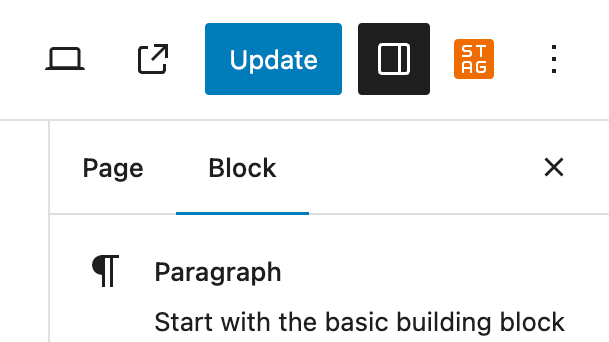 Update
ST
AG
Page
Block
Paragraph
Start with the basic building block